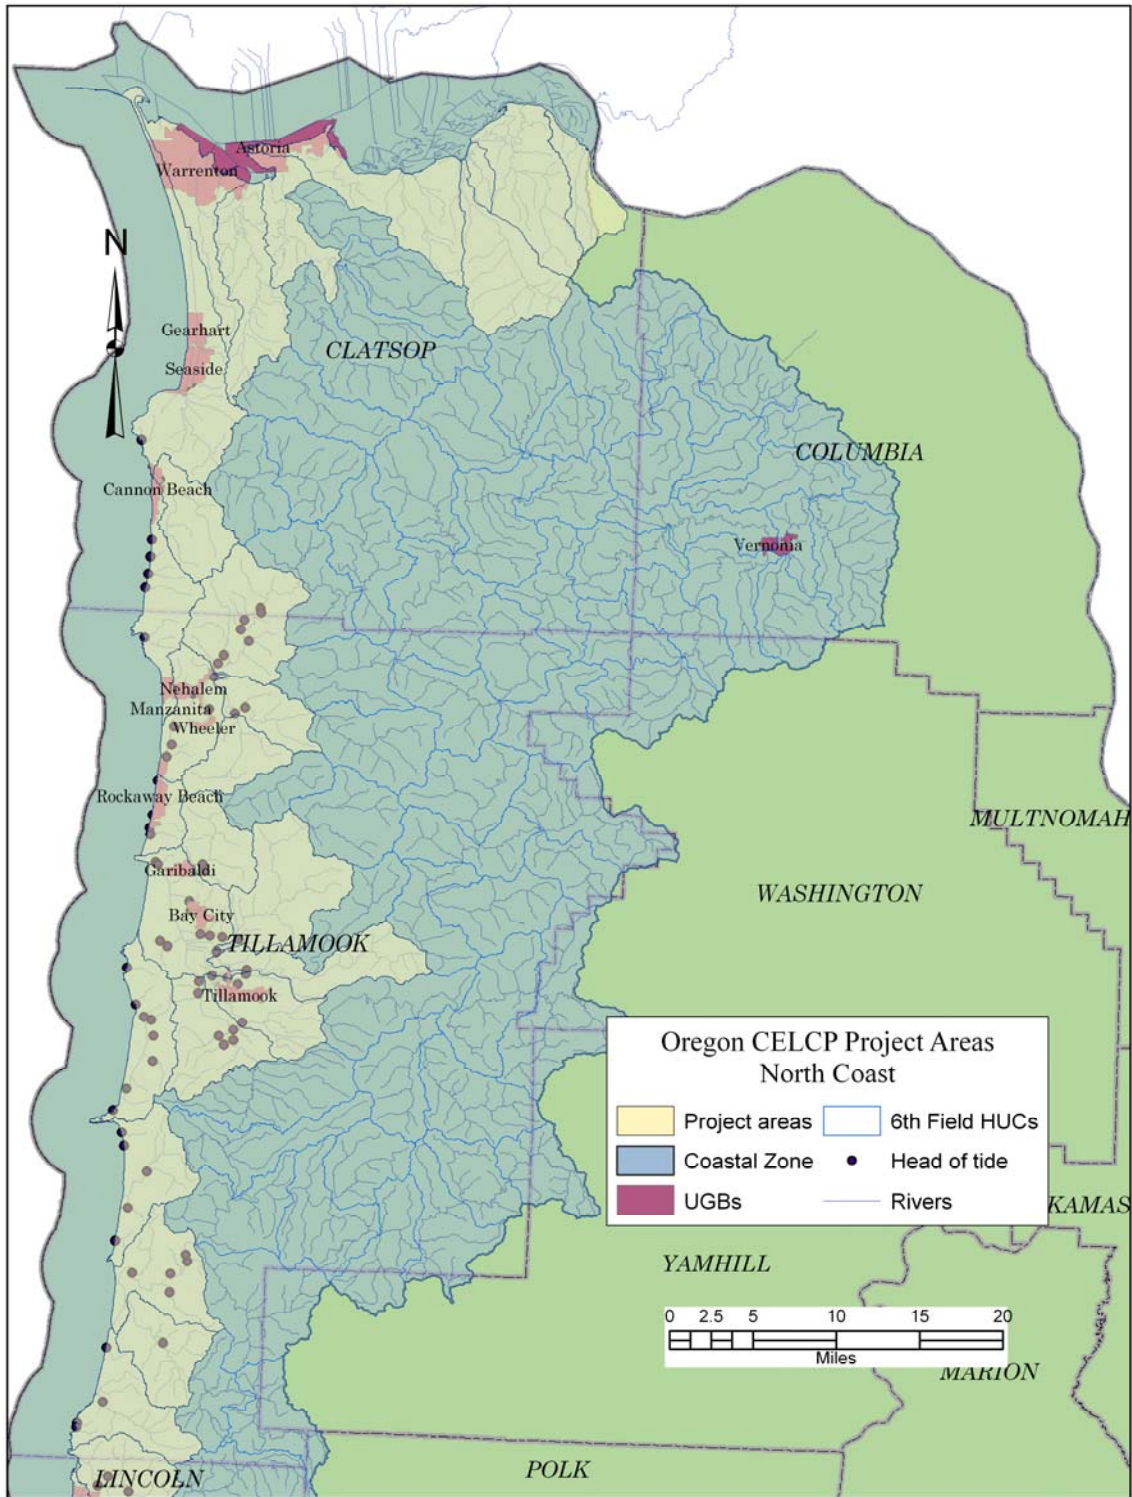 Astoria
Warrenton
N
Gearhart
CLATSOP
Seaside
COLUMBIA
Cannon Beach
Vernonia
Nehalem
Manzanita
Wheeler
Rockaway Beach
MULTNOMAH
Garibaldi
WASHINGTON
Bay City
TILLAMOOK
Tillamook
Oregon CELCP Project Areas
North Coast
Project areas
6th Field HUCs
Coastal Zone
Head of tide
UGBs
Rivers
KAMAS
YAMHILL
0 2.5 5 10 15 20
Miles
MARION
LINCOLN
POLK